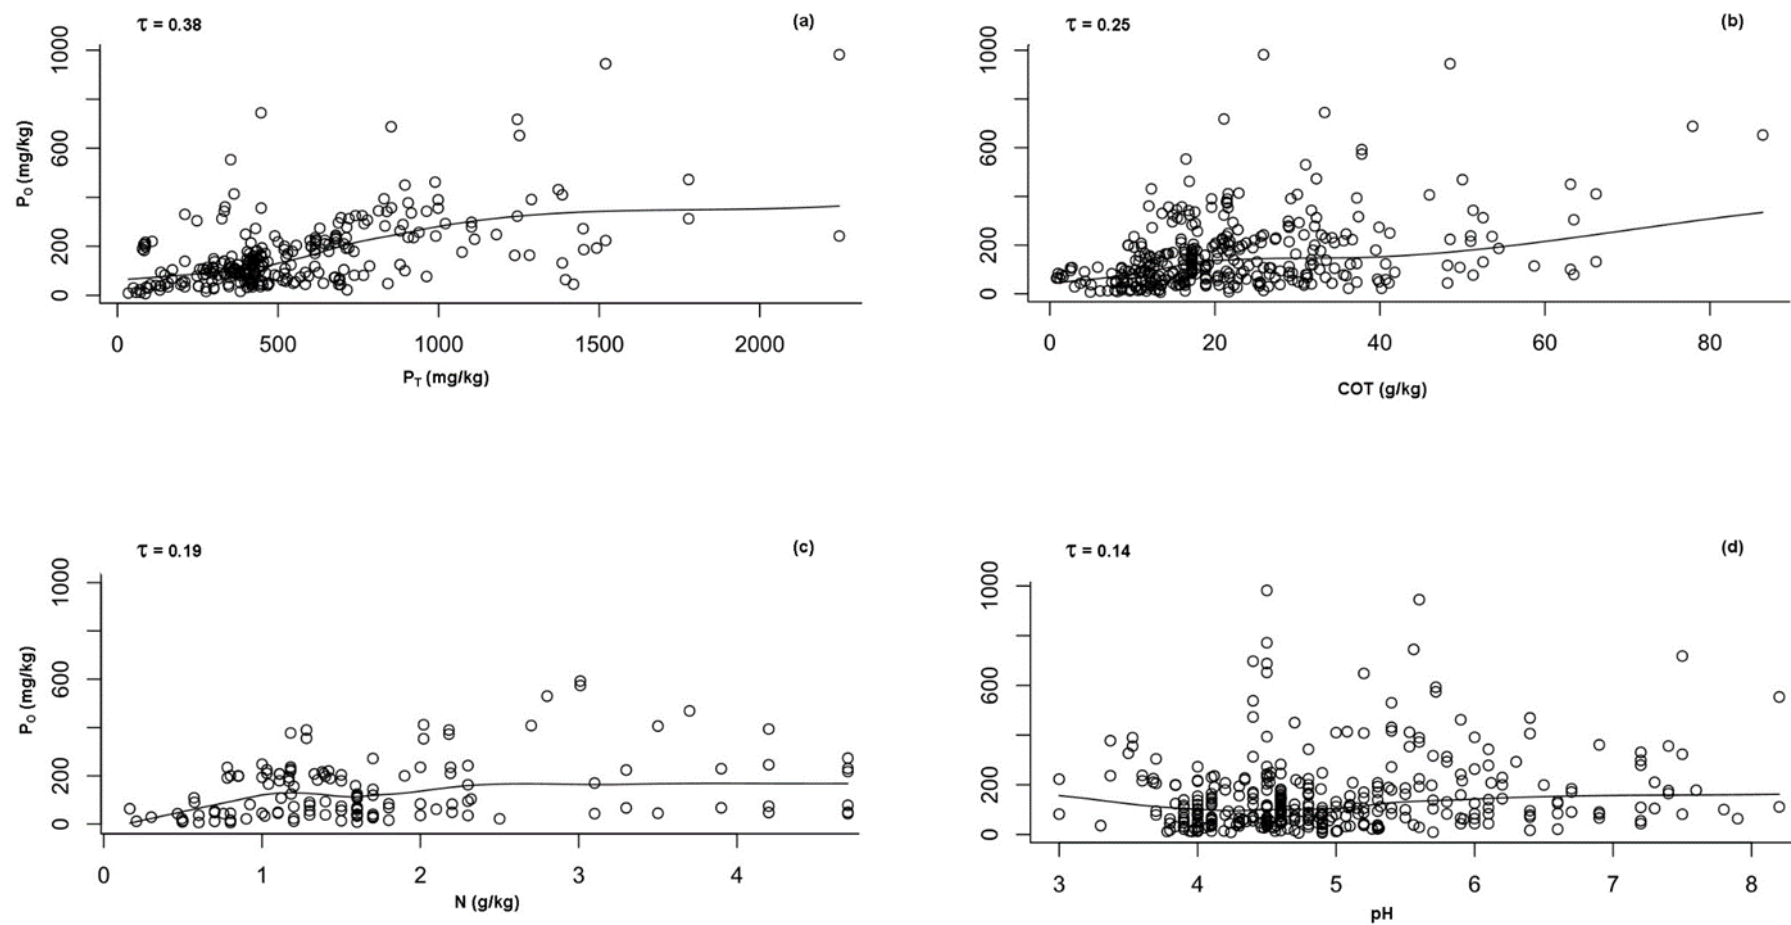 τ = 0.38
(a)
1000
600
200
0
P_O (mg/kg)
0 500 1000 1500 2000
P_T (mg/kg)
τ = 0.25
(b)
1000
600
200
0
0 20 40 60 80
COT (g/kg)
τ = 0.19
(c)
1000
600
200
0
P_O (mg/kg)
0 1 2 3 4
N (g/kg)
τ = 0.14
(d)
1000
600
200
0
3 4 5 6 7 8
pH